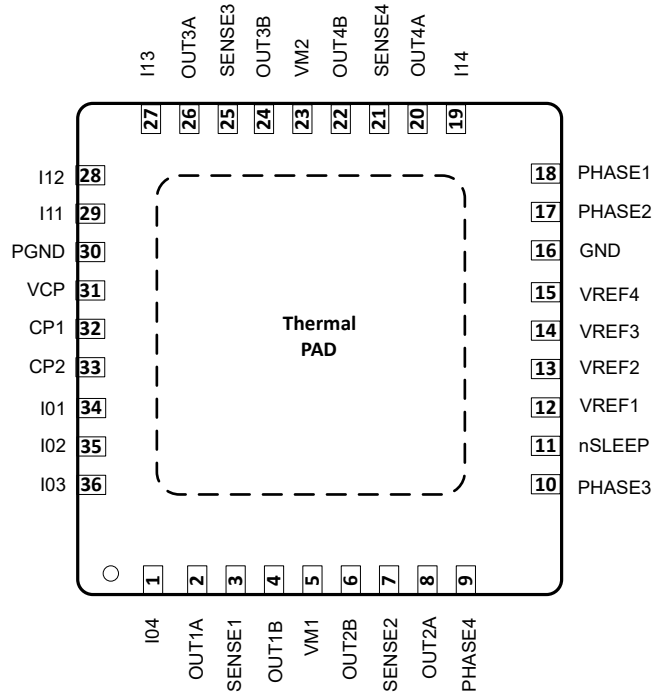 I13 OUT3A SENSE3 OUT3B VM2 OUT4B SENSE4 OUT4A I14
27 26 25 24 23 22 21 20 19
I12 28 18 PHASE1
I11 29 17 PHASE2
PGND 30 16 GND
VCP 31 15 VREF4
CP1 32 14 VREF3
CP2 33 13 VREF2
I01 34 12 VREF1
I02 35 11 nSLEEP
I03 36 10 PHASE3
Thermal
PAD
1 2 3 4 5 6 7 8 9
I04 OUT1A SENSE1 OUT1B VM1 OUT2B SENSE2 OUT2A PHASE4